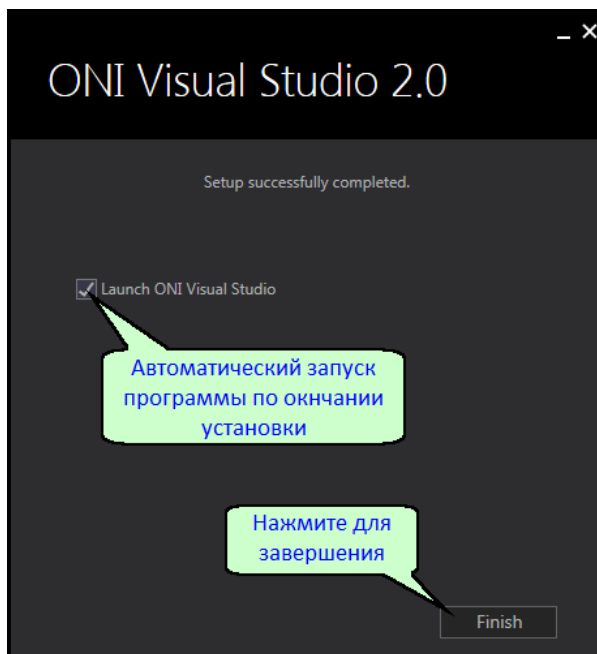 ONI Visual Studio 2.0
Setup successfully completed.
Launch ONI Visual Studio
Автоматический запуск
программы по окнчании
установки
Нажмите для
завершения
Finish